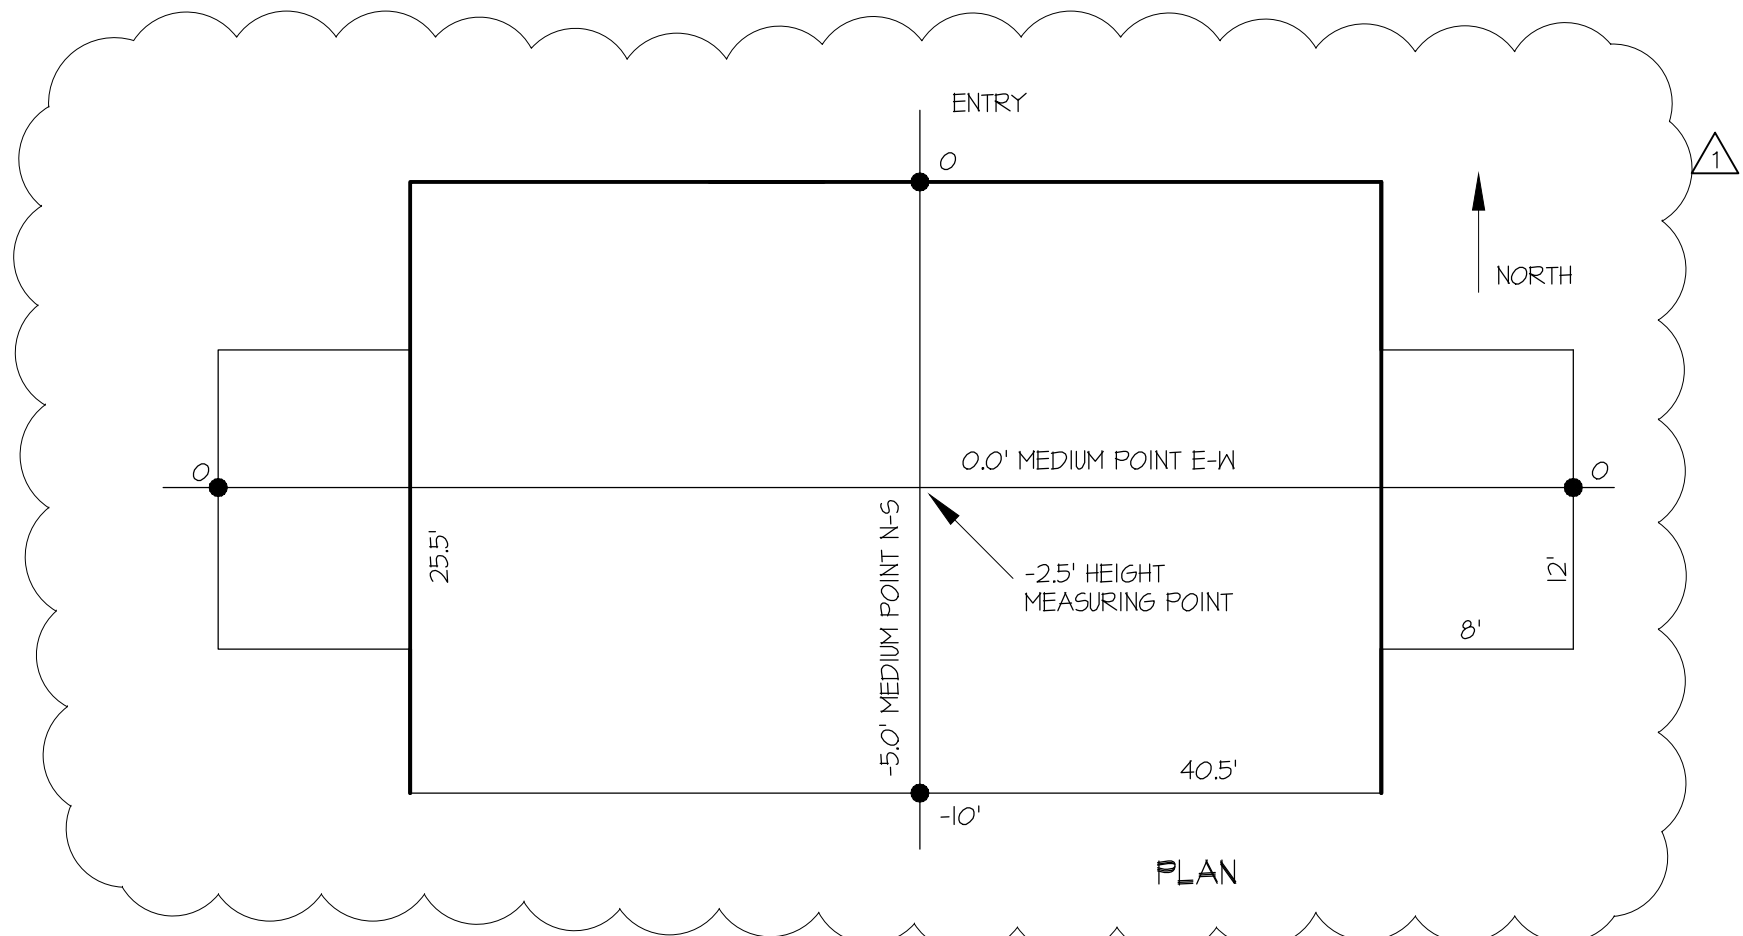 ENTRY
0
1
NORTH
0
0.0' MEDIUM POINT E-W
0
-5.0' MEDIUM POINT N-S
25.5'
-2.5' HEIGHT
MEASURING POINT
12'
8'
40.5'
-10'
PLAN